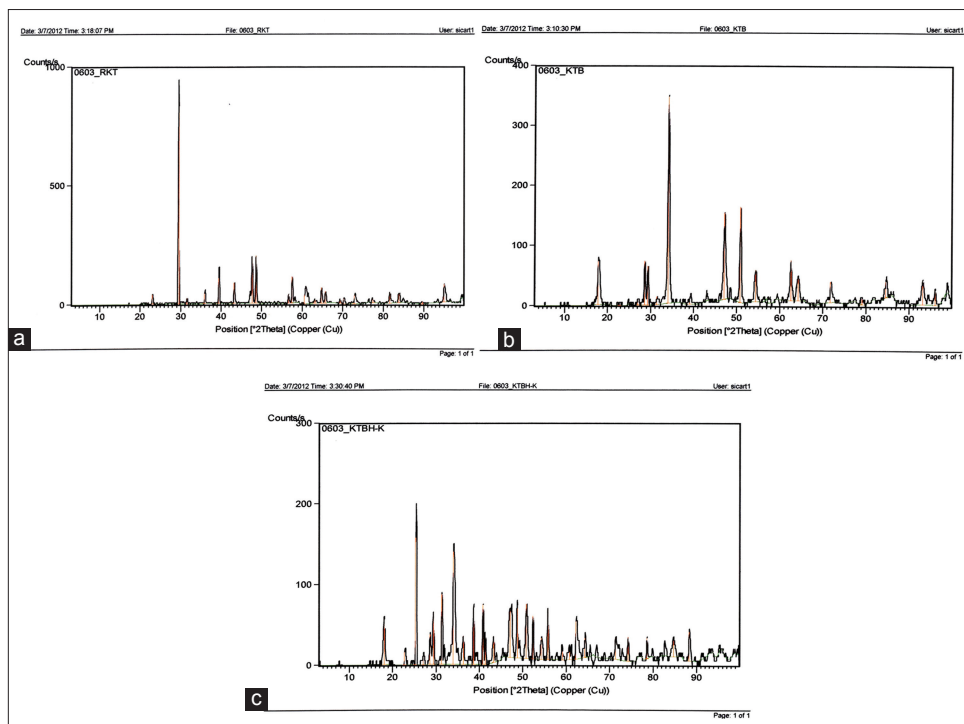 Date: 3/7/2012 Time: 3:18:07 PM File: 0603_RKT User: sicart1
Counts/s
1000
0603_RKT
500
0
10 20 30 40 50 60 70 80 90
Position [°2Theta] (Copper (Cu))
a
Page: 1 of 1
Date: 3/7/2012 Time: 3:10:30 PM File: 0603_KTB User: sicart1
Counts/s
400
0603_KTB
300
200
100
0
10 20 30 40 50 60 70 80 90
Position [°2Theta] (Copper (Cu))
b
Page: 1 of 1
Date: 3/7/2012 Time: 3:30:40 PM File: 0603_KTBH-K User: sicart1
Counts/s
300
0603_KTBH-K
200
100
0
10 20 30 40 50 60 70 80 90
Position [°2Theta] (Copper (Cu))
c
Page: 1 of 1